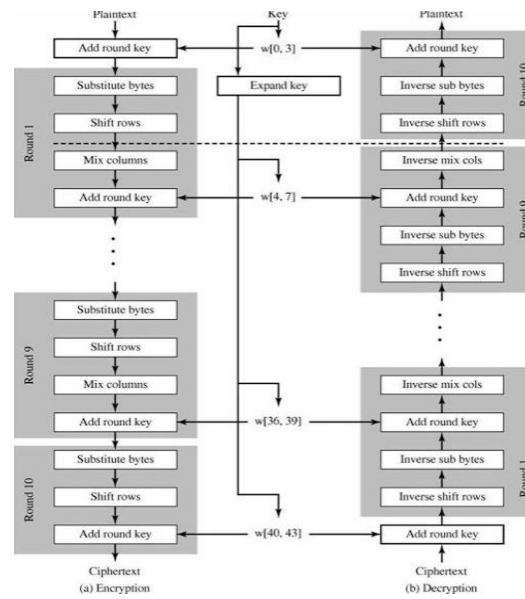 Plaintext
Add round key
Substitute bytes
Shift rows
Mix columns
Add round key
Round 1
Substitute bytes
Shift rows
Mix columns
Add round key
Round 9
Substitute bytes
Shift rows
Add round key
Round 10
Ciphertext
(a) Encryption
Key
w[0, 3]
Expand key
w[4, 7]
w[36, 39]
w[40, 43]
Plaintext
Add round key
Inverse sub bytes
Inverse shift rows
Round 10
Inverse mix cols
Add round key
Inverse sub bytes
Inverse shift rows
Round 9
Inverse mix cols
Add round key
Inverse sub bytes
Inverse shift rows
Round 1
Add round key
Ciphertext
(b) Decryption